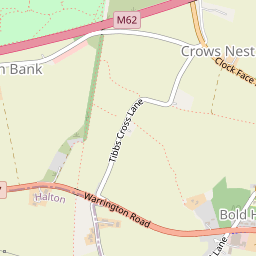 M62
Crows Nest
n Bank
Clock Face
Tibbs Cross Lane
Halton
Warrington Road
Bold H
Lane